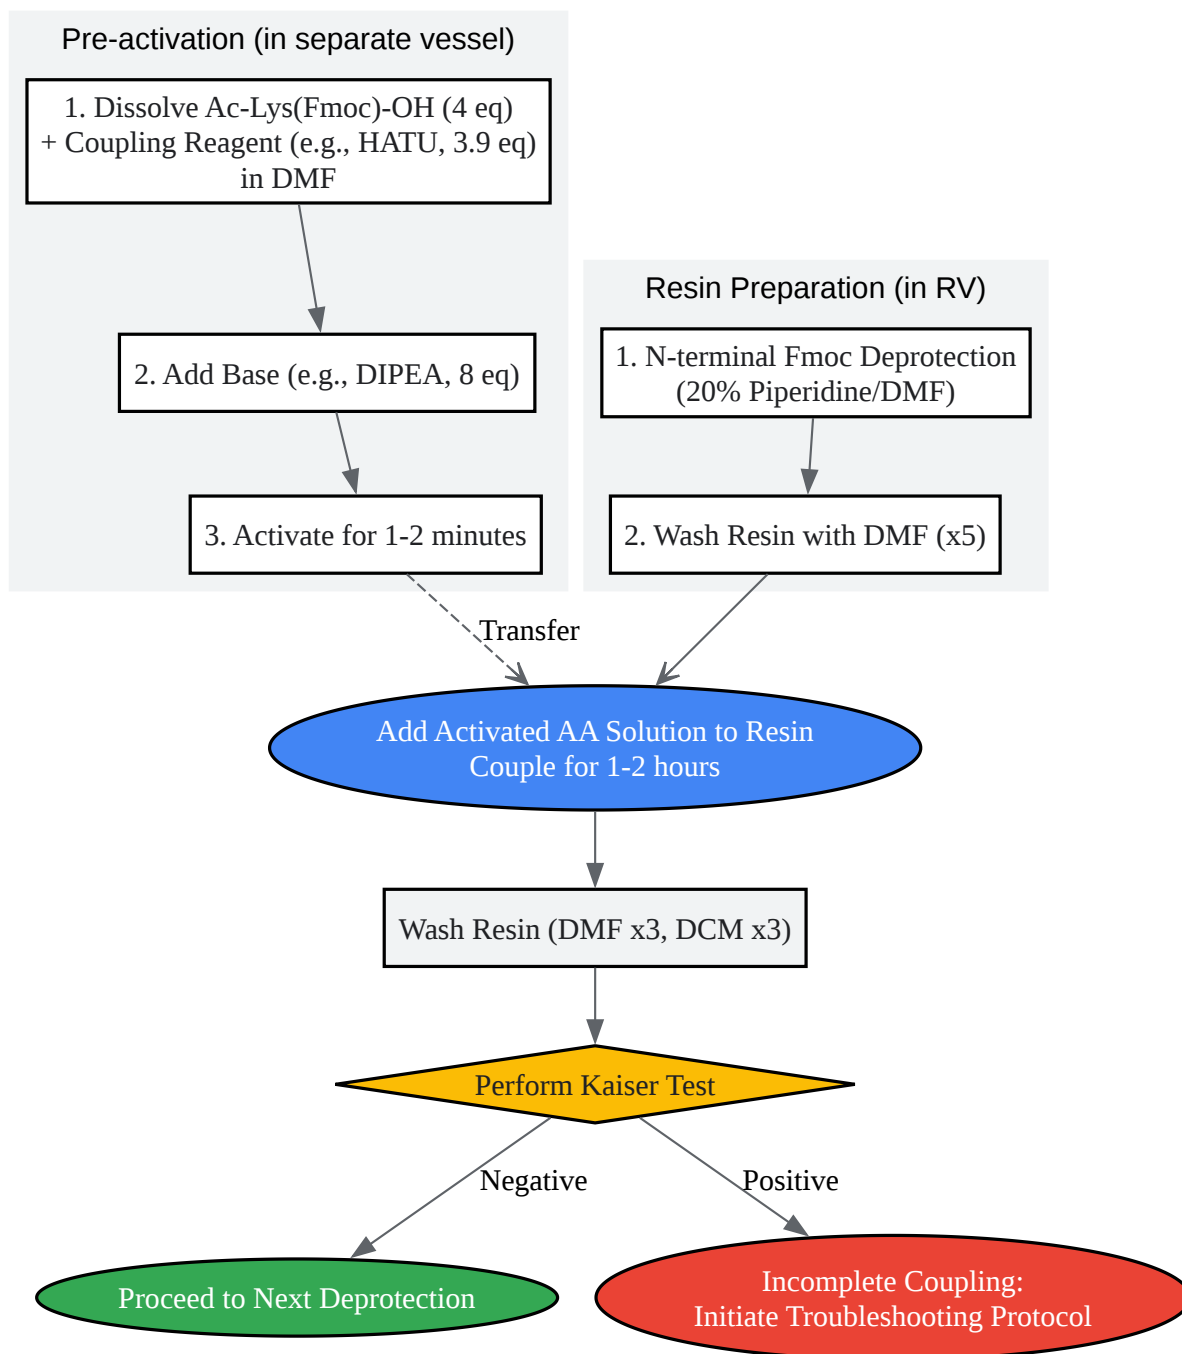 Pre-activation (in separate vessel)
1. Dissolve Ac-Lys(Fmoc)-OH (4 eq)
+ Coupling Reagent (e.g., HATU, 3.9 eq)
in DMF
2. Add Base (e.g., DIPEA, 8 eq)
3. Activate for 1-2 minutes
Resin Preparation (in RV)
1. N-terminal Fmoc Deprotection
(20% Piperidine/DMF)
2. Wash Resin with DMF (x5)
Transfer
Add Activated AA Solution to Resin
Couple for 1-2 hours
Wash Resin (DMF x3, DCM x3)
Perform Kaiser Test
Negative
Positive
Proceed to Next Deprotection
Incomplete Coupling:
Initiate Troubleshooting Protocol